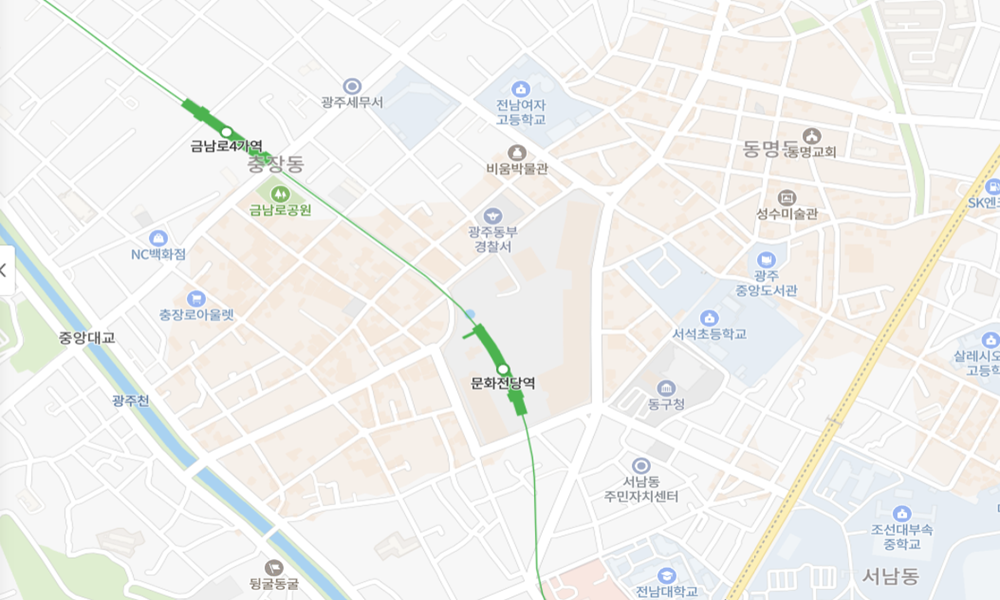 광주세무서
전남여자
고등학교
금남로4가역
충장동
동명동
동명교회
비움박물관
금남로공원
SK엔크
성수미술관
광주동부
경찰서
NC백화점
광주
중앙도서관
충장로아울렛
서석초등학교
중앙대교
살레시오
고등학
문화전당역
광주천
동구청
서남동
주민자치센터
조선대부속
중학교
뒹굴동굴
서남동
전남대학교